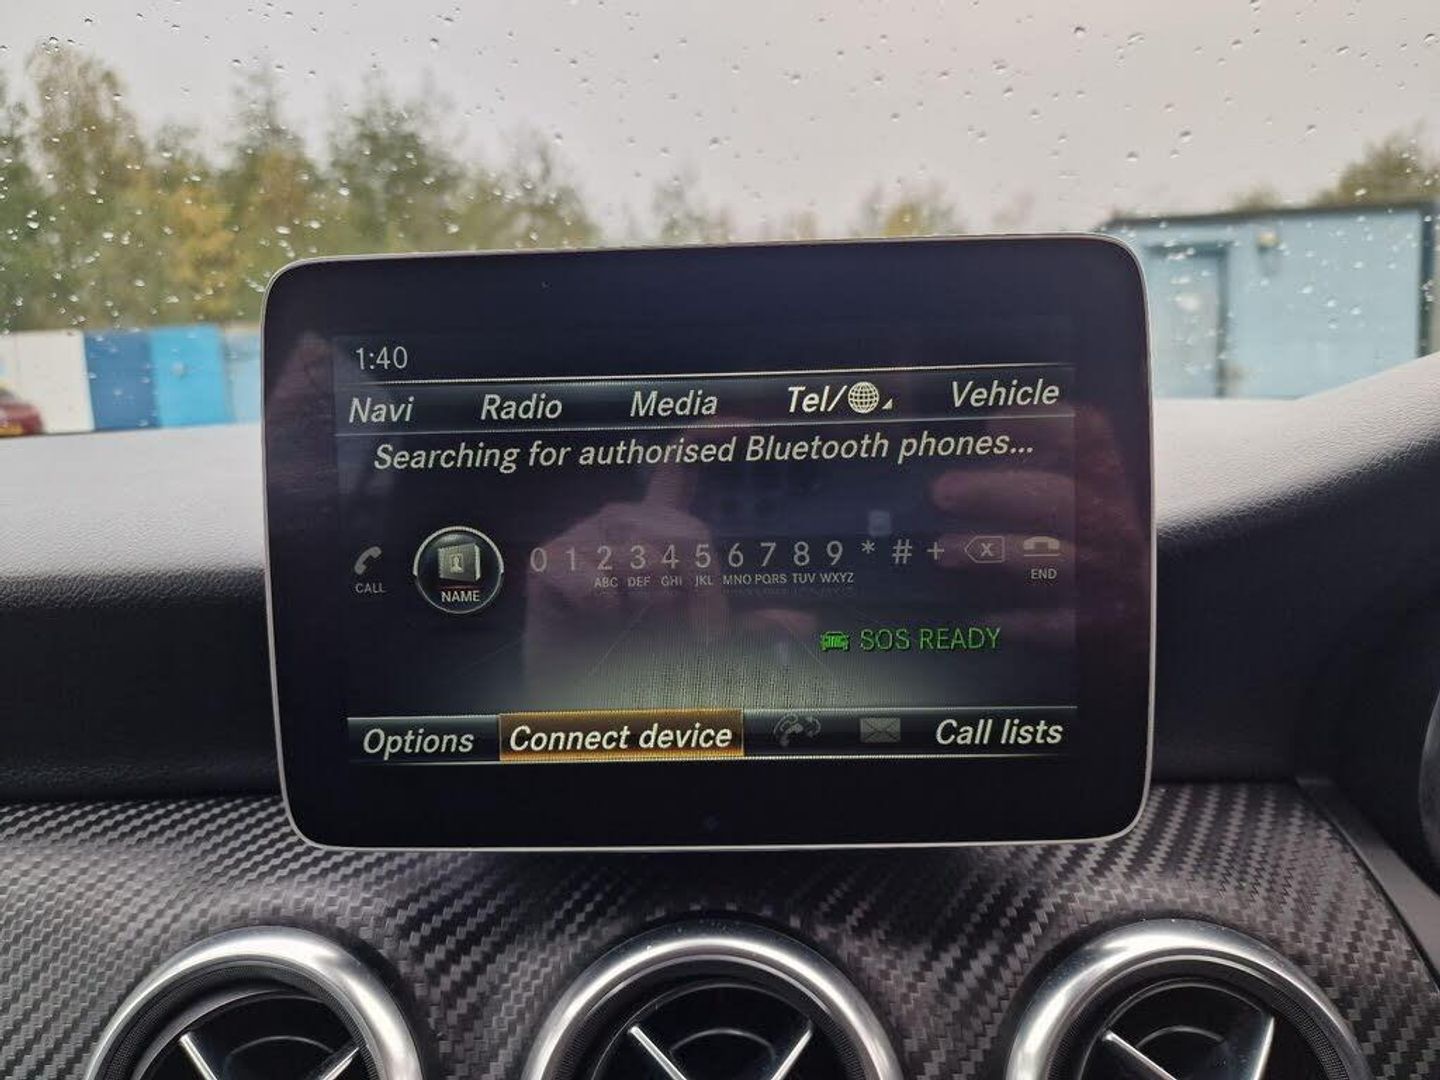 1:40
Navi Radio Media Tel/ Vehicle
Searching for authorised Bluetooth phones...
0 1 2 3 4 5 6 7 8 9 * # + X
ABC DEF GHI JKL MNO PQRS TUV WXYZ
CALL NAME END
SOS READY
Options Connect device Call lists